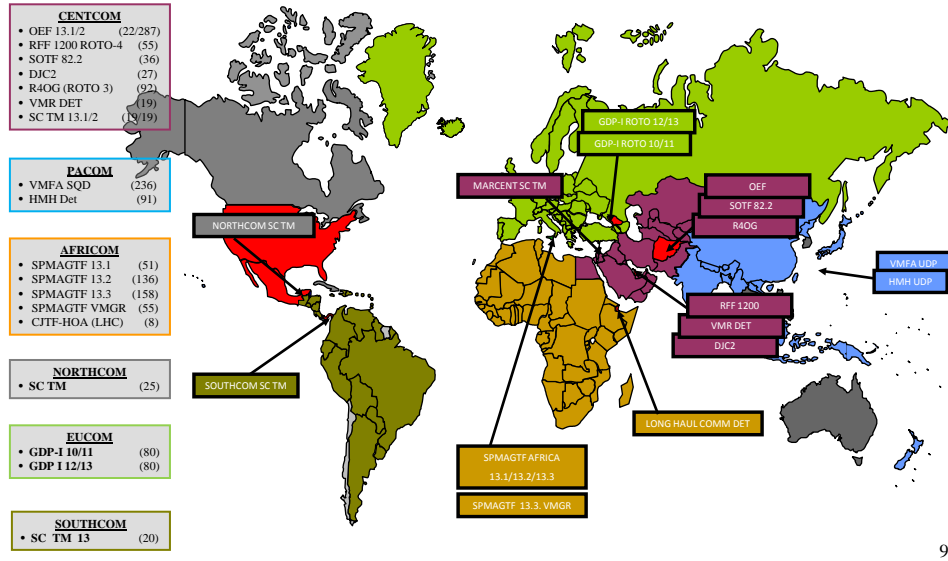 CENTCOM
• OEF 13.1/2 (22/287)
• RFF 1200 ROTO-4 (55)
• SOTF 82.2 (36)
• DJC2 (27)
• R4OG (ROTO 3) (92)
• VMR DET (19)
• SC TM 13.1/2 (19/19)
PACOM
• VMFA SQD (236)
• HMH Det (91)
AFRICOM
• SPMAGTF 13.1 (51)
• SPMAGTF 13.2 (136)
• SPMAGTF 13.3 (158)
• SPMAGTF VMGR (55)
• CJTF-HOA (LHC) (8)
NORTHCOM
• SC TM (25)
EUCOM
• GDP-I 10/11 (80)
• GDP I 12/13 (80)
SOUTHCOM
• SC TM 13 (20)
GDP-I ROTO 12/13
GDP-I ROTO 10/11
MARCENT SC TM
OEF
SOTF 82.2
R4OG
NORTHCOM SC TM
VMFA UDP
HMH UDP
RFF 1200
VMR DET
DJC2
SOUTHCOM SC TM
LONG HAUL COMM DET
SPMAGTF AFRICA
13.1/13.2/13.3
SPMAGTF 13.3. VMGR
9